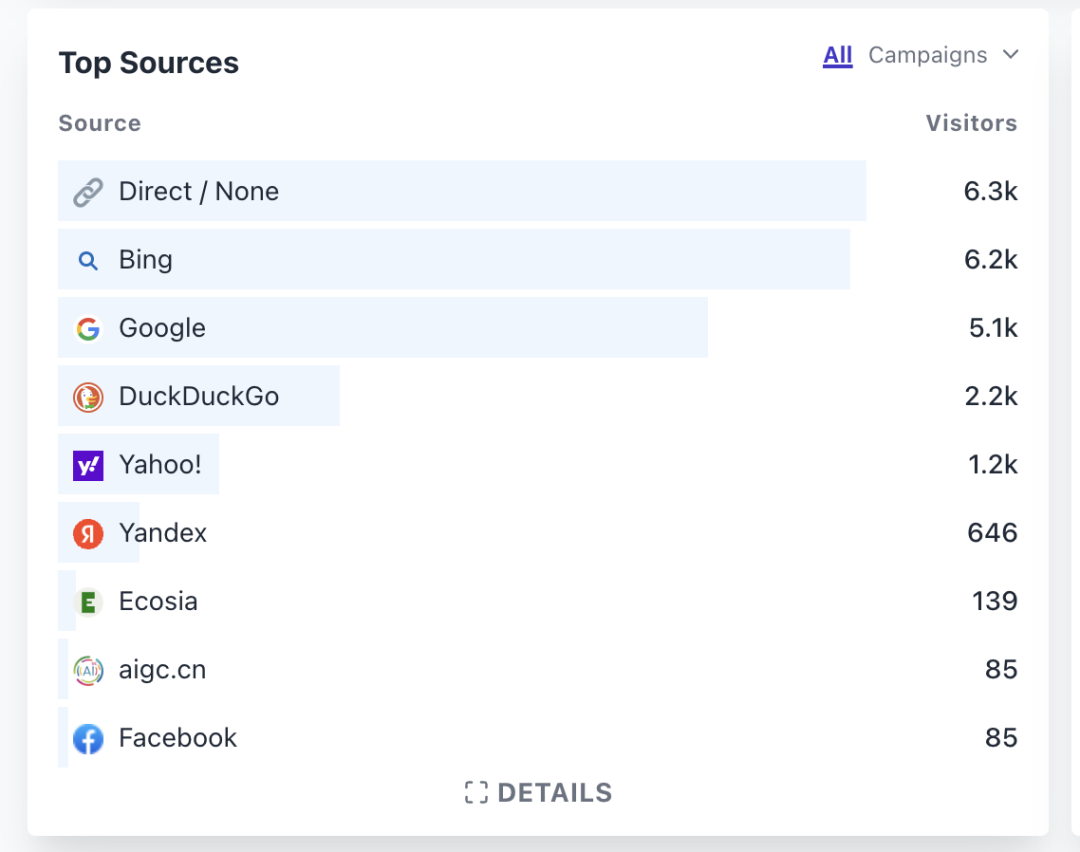 Top Sources
All Campaigns
Source Visitors
Direct / None 6.3k
Bing 6.2k
Google 5.1k
DuckDuckGo 2.2k
Yahoo! 1.2k
Yandex 646
Ecosia 139
aigc.cn 85
Facebook 85
DETAILS